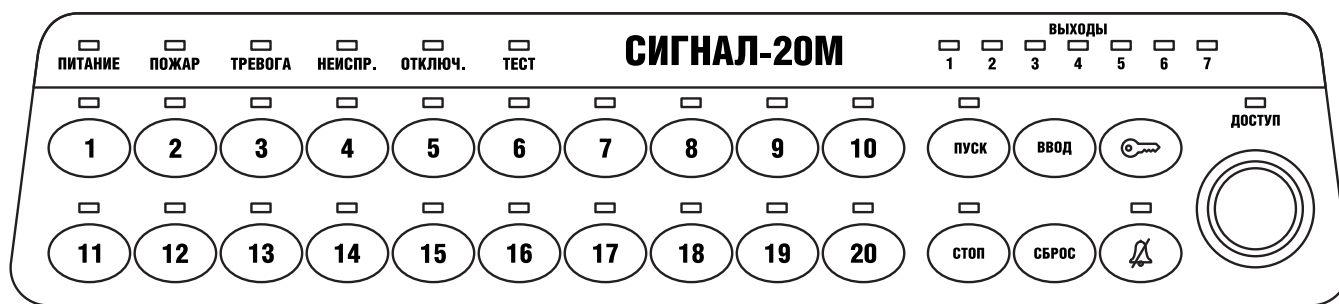 ВЫХОДЫ
ПИТАНИЕ ПОЖАР ТРЕВОГА НЕИСПР. ОТКЛЮЧ. ТЕСТ СИГНАЛ-20М 1 2 3 4 5 6 7
ДОСТУП
1 2 3 4 5 6 7 8 9 10 ПУСК ВВОД
11 12 13 14 15 16 17 18 19 20 СТОП СБРОС